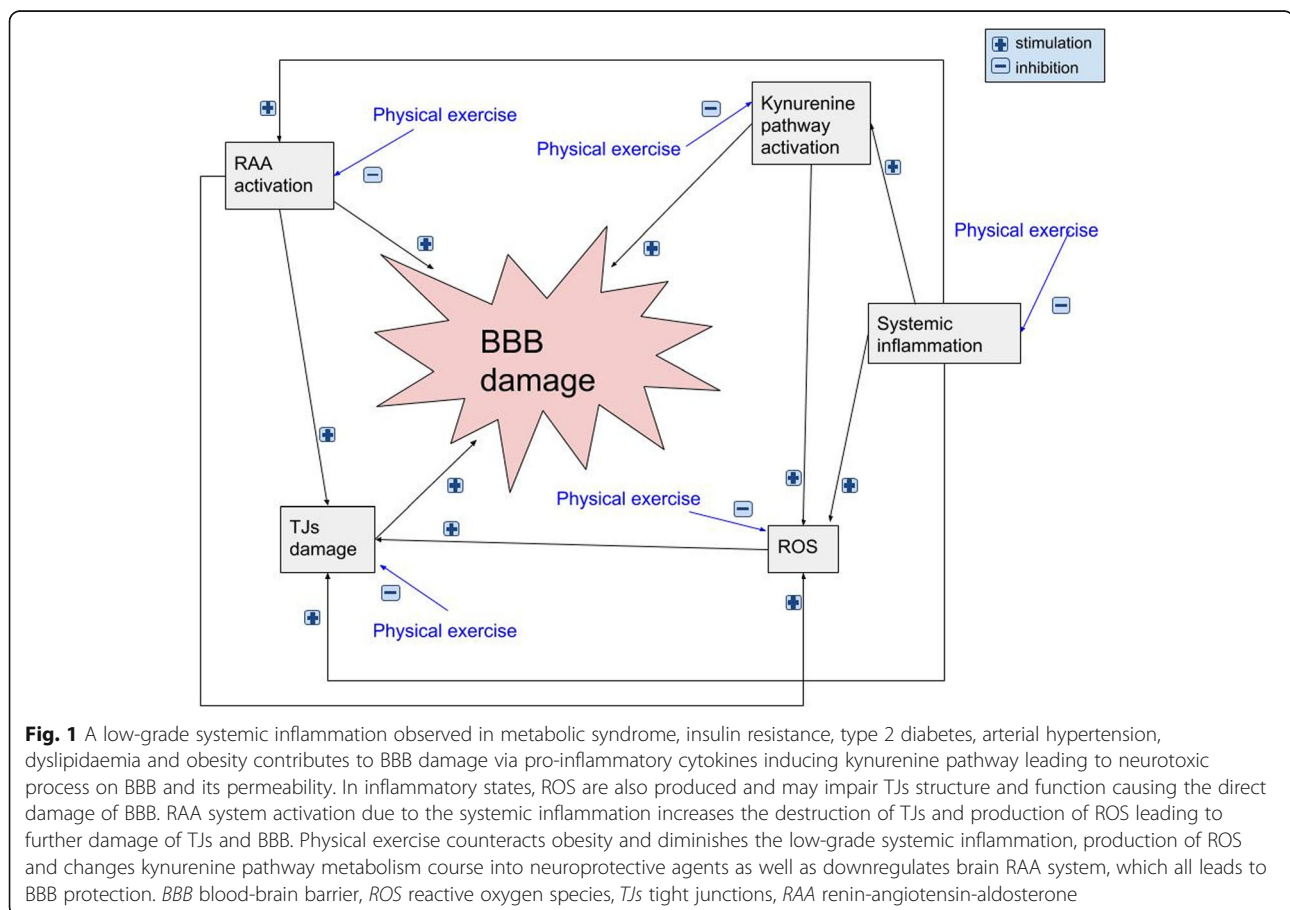 stimulation
inhibition
Physical exercise
Kynurenine
pathway
activation
Physical exercise
RAA
activation
Physical exercise
Systemic
inflammation
BBB
damage
Physical exercise
TJs
damage
ROS
Physical exercise
Fig. 1 A low-grade systemic inflammation observed in metabolic syndrome, insulin resistance, type 2 diabetes, arterial hypertension,
dyslipidaemia and obesity contributes to BBB damage via pro-inflammatory cytokines inducing kynurenine pathway leading to neurotoxic
process on BBB and its permeability. In inflammatory states, ROS are also produced and may impair TJs structure and function causing the direct
damage of BBB. RAA system activation due to the systemic inflammation increases the destruction of TJs and production of ROS leading to
further damage of TJs and BBB. Physical exercise counteracts obesity and diminishes the low-grade systemic inflammation, production of ROS
and changes kynurenine pathway metabolism course into neuroprotective agents as well as downregulates brain RAA system, which all leads to
BBB protection. BBB blood-brain barrier, ROS reactive oxygen species, TJs tight junctions, RAA renin-angiotensin-aldosterone